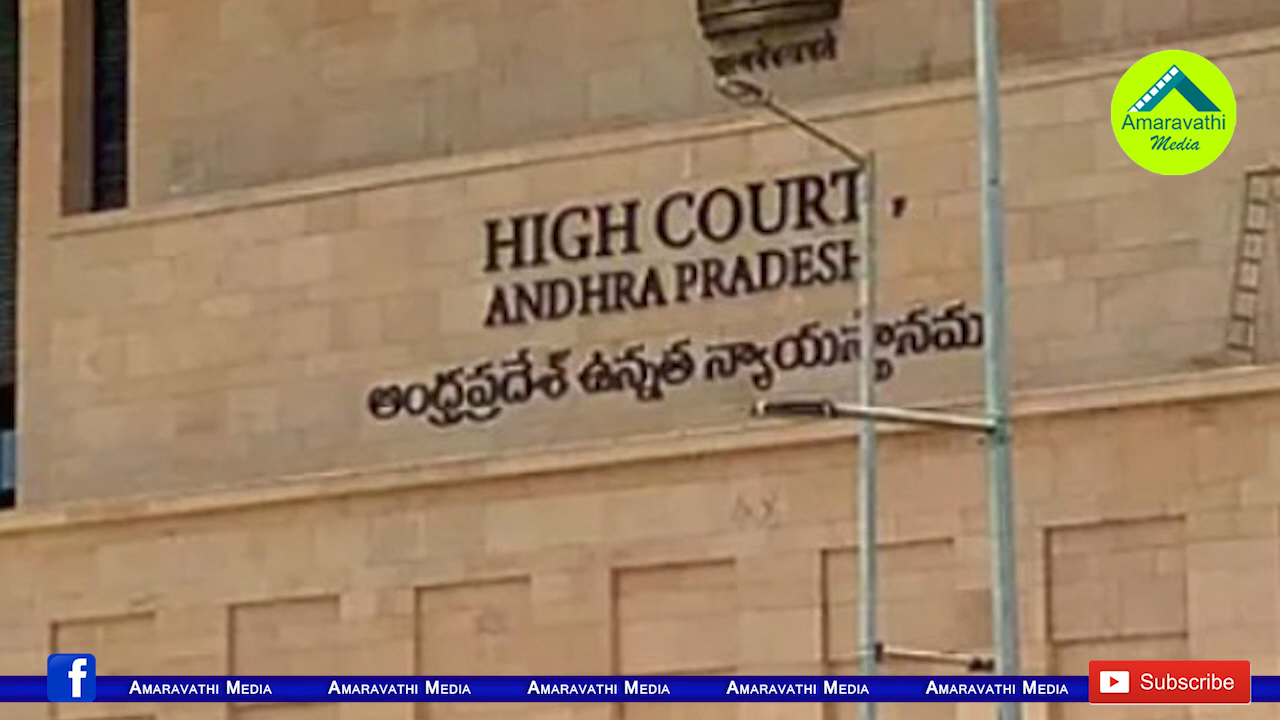 HIGH COURT,
ANDHRA PRADESH
ఆంధ్రప్రదేశ్ ఉన్నత న్యాయస్థానము
Amaravathi
Media
f
Amaravathi Media Amaravathi Media Amaravathi Media Amaravathi Media Amaravathi Media
Subscribe